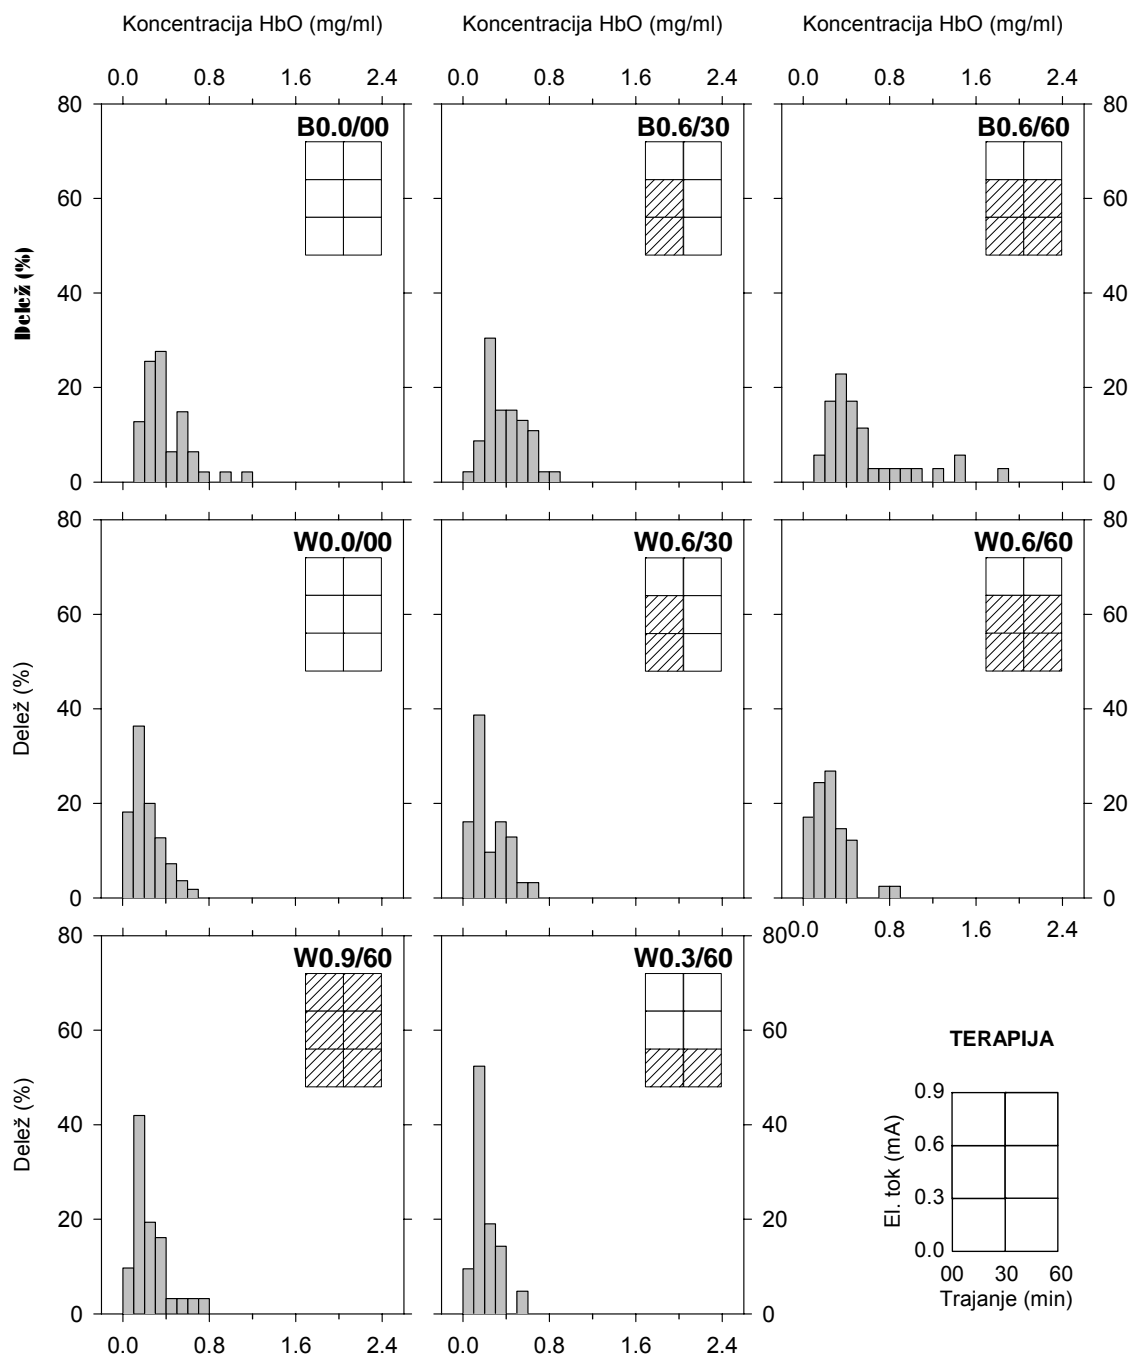 Koncentracija HbO (mg/ml) Koncentracija HbO (mg/ml) Koncentracija HbO (mg/ml)
0.0 0.8 1.6 2.4 0.0 0.8 1.6 2.4 0.0 0.8 1.6 2.4
80 B0.0/00 B0.6/30 B0.6/60 80
60 60
40 40
20 20
0 0
Delež (%)
80 W0.0/00 W0.6/30 W0.6/60 80
60 60
40 40
20 20
0 0
Delež (%)
0.0 0.8 1.6 2.4
80 W0.9/60 W0.3/60 80
60 60
40 40
20 20
0 0
Delež (%)
0.0 0.8 1.6 2.4 0.0 0.8 1.6 2.4
TERAPIJA
0.9
0.6
0.3
0.0
El. tok (mA)
00 30 60
Trajanje (min)